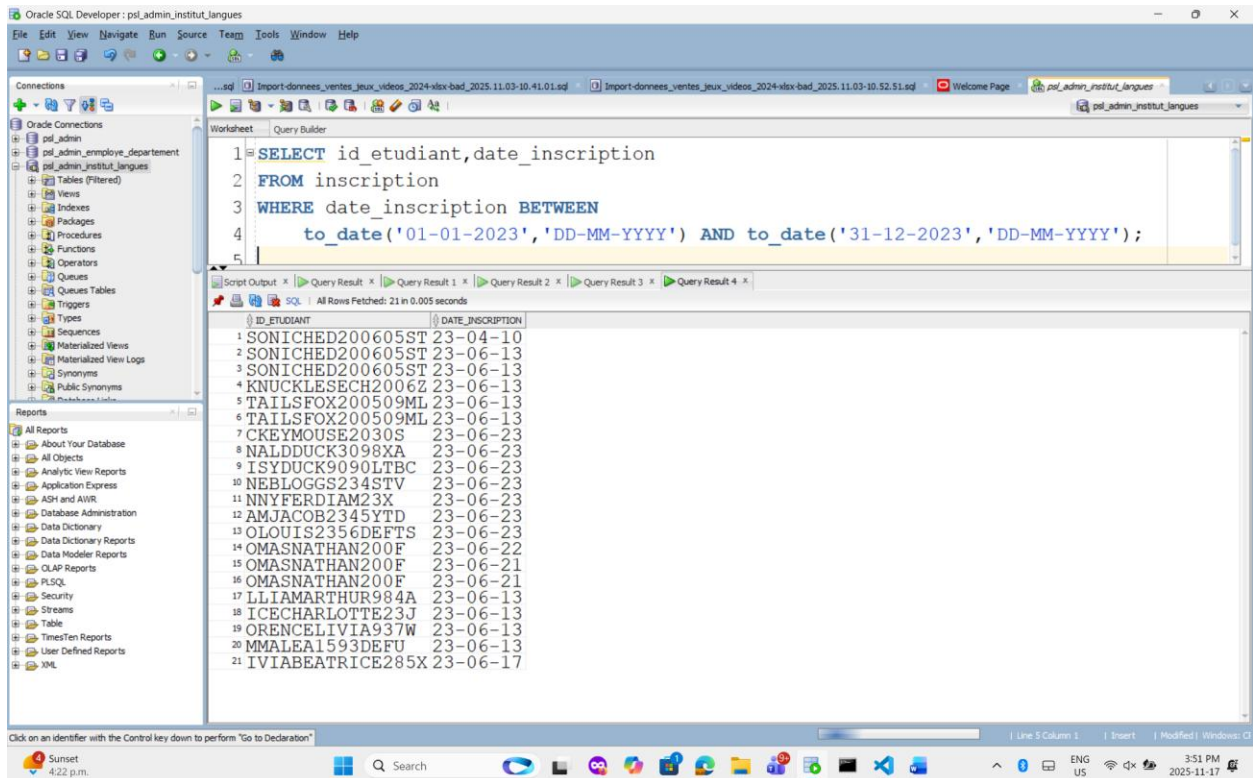 Oracle SQL Developer : psl_admin_institut_langues
File Edit View Navigate Run Source Team Tools Window Help
Connections
...sql Import-donnees_ventes_jeux_videos_2024-xlsx-bad_2025.11.03-10.41.01.sql Import-donnees_ventes_jeux_videos_2024-xlsx-bad_2025.11.03-10.52.51.sql Welcome Page psl_admin_institut_langues
psl_admin_institut_langues
Oracle Connections
psl_admin
psl_admin_enmploye_departement
psl_admin_institut_langues
Tables (Filtered)
Views
Indexes
Packages
Procedures
Functions
Operators
Queues
Queues Tables
Triggers
Types
Sequences
Materialized Views
Materialized View Logs
Synonyms
Public Synonyms
Database Links
Worksheet Query Builder
1 SELECT id_etudiant,date_inscription
2 FROM inscription
3 WHERE date_inscription BETWEEN
4 to_date('01-01-2023','DD-MM-YYYY') AND to_date('31-12-2023','DD-MM-YYYY');
5
Script Output x Query Result x Query Result 1 x Query Result 2 x Query Result 3 x Query Result 4 x
SQL | All Rows Fetched: 21 in 0.005 seconds
ID_ETUDIANT DATE_INSCRIPTION
1 SONICHED200605ST 23-04-10
2 SONICHED200605ST 23-06-13
3 SONICHED200605ST 23-06-13
4 KNUCKLESECH2006Z 23-06-13
5 TAILSFOX200509ML 23-06-13
6 TAILSFOX200509ML 23-06-13
7 CKEYMOUSE2030S 23-06-23
8 NALDDUCK3098XA 23-06-23
9 ISYDUCK9090LTBC 23-06-23
10 NEBLOGGS234STV 23-06-23
11 NNYFERDIAM23X 23-06-23
12 AMJACOB2345YTD 23-06-23
13 OLOUIS2356DEFTS 23-06-23
14 OMASNATHAN200F 23-06-22
15 OMASNATHAN200F 23-06-21
16 OMASNATHAN200F 23-06-21
17 LLIAMARTHUR984A 23-06-13
18 ICECHARLOTTE23J 23-06-13
19 ORENCELIVIA937W 23-06-13
20 MMALEA1593DEFU 23-06-13
21 IVIABEATRICE285X 23-06-17
Reports
All Reports
About Your Database
All Objects
Analytic View Reports
Application Express
ASH and AWR
Database Administration
Data Dictionary
Data Dictionary Reports
Data Modeler Reports
OLAP Reports
PLSQL
Security
Streams
Table
TimesTen Reports
User Defined Reports
XML
Click on an identifier with the Control key down to perform "Go to Declaration"
| Line 5 Column 1 | Insert | Modified | Windows: Cl
4
Sunset
4:22 p.m.
Search
ENG
US
3:51 PM
2025-11-17